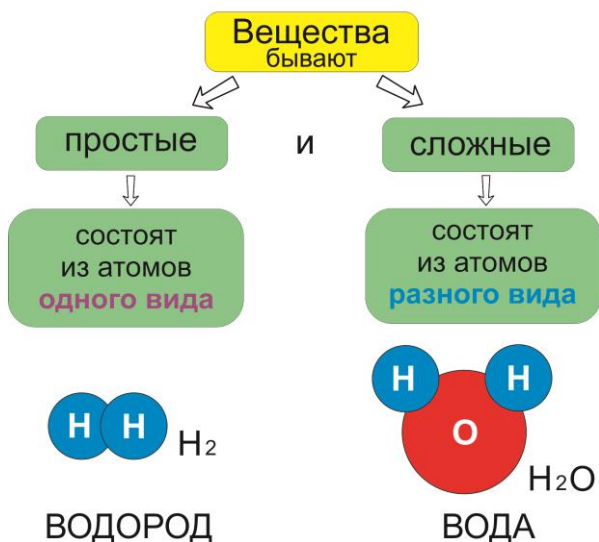 Вещества
бывают
простые
и
сложные
состоят
из атомов
одного вида
состоят
из атомов
разного вида
H H
H2
ВОДОРОД
H H
O
H2O
ВОДА